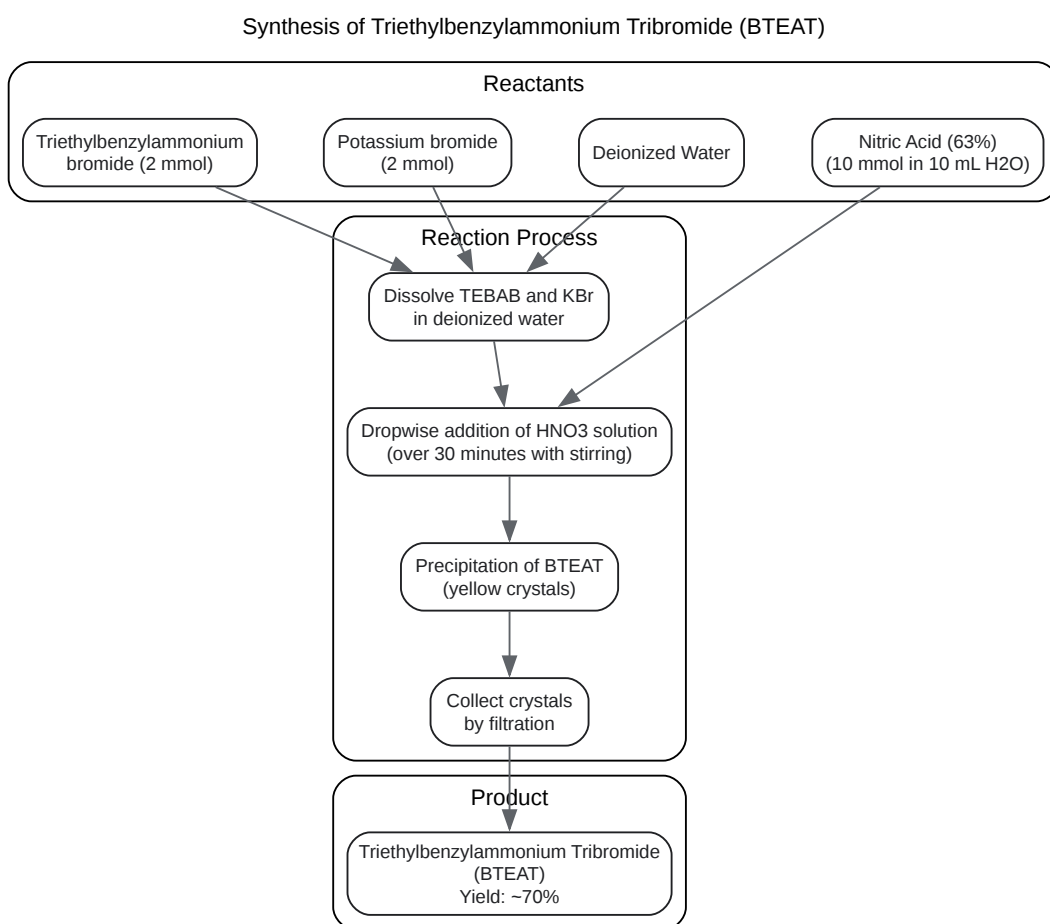 Synthesis of Triethylbenzylammonium Tribromide (BTEAT)
Reactants
Triethylbenzylammonium
bromide (2 mmol)
Potassium bromide
(2 mmol)
Deionized Water
Nitric Acid (63%)
(10 mmol in 10 mL H2O)
Reaction Process
Dissolve TEBAB and KBr
in deionized water
Dropwise addition of HNO3 solution
(over 30 minutes with stirring)
Precipitation of BTEAT
(yellow crystals)
Collect crystals
by filtration
Product
Triethylbenzylammonium Tribromide
(BTEAT)
Yield: ~70%